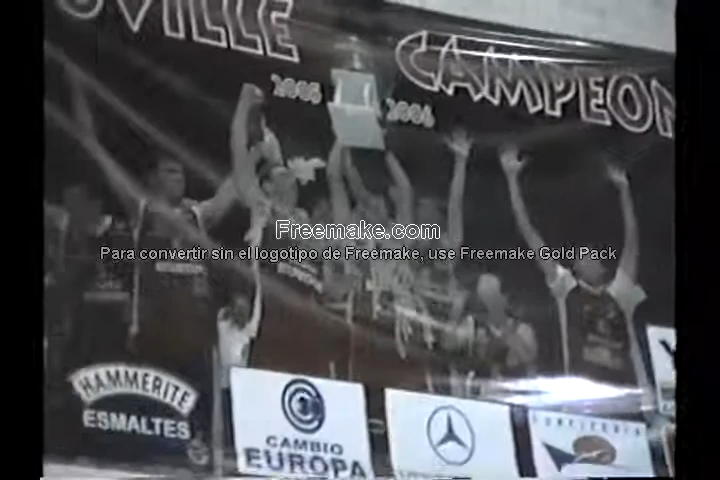 OVILLE CAMPEON
2005 2006
Freemake.com
Para convertir sin el logotipo de Freemake, use Freemake Gold Pack
HAMMERITE
ESMALTES
CAMBIO
EUROPA